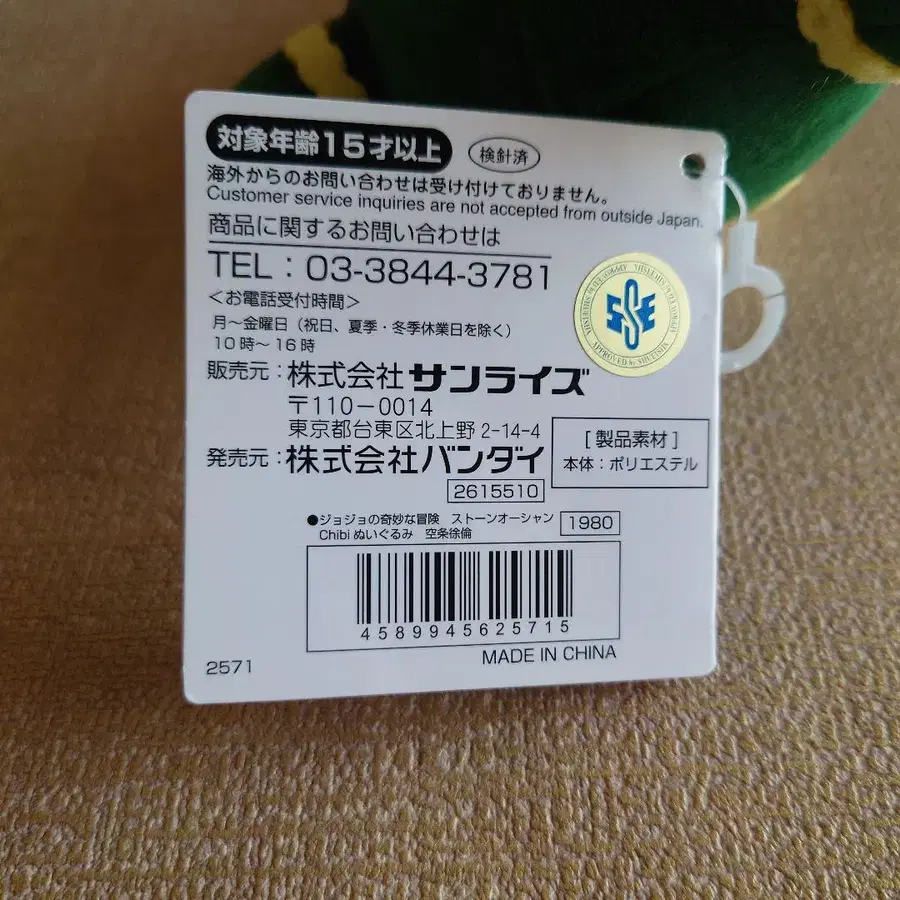 対象年齢15才以上
検針済
海外からのお問い合わせは受け付けておりません。
Customer service inquiries are not accepted from outside Japan.
商品に関するお問い合わせは
TEL：03-3844-3781
＜お電話受付時間＞
月〜金曜日（祝日、夏季・冬季休業日を除く）
10時〜16時
販売元：株式会社サンライズ
〒110-0014
東京都台東区北上野2-14-4
発売元：株式会社バンダイ
[製品素材]
本体：ポリエステル
2615510
●ジョジョの奇妙な冒険 ストーンオーシャン
Chibiぬいぐるみ 空条徐倫
1980
4589945625715
2571
MADE IN CHINA
APPROVED by SHUEISHA